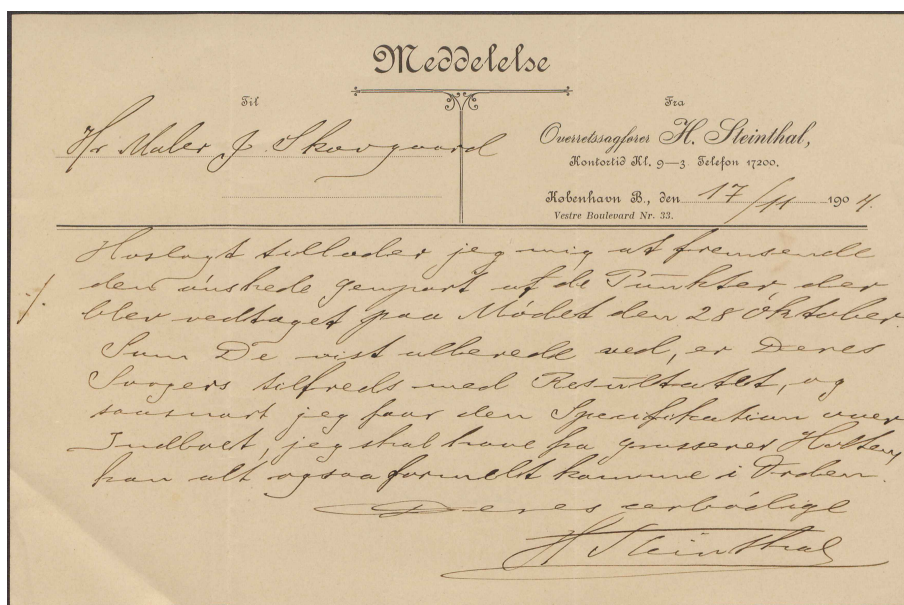 Meddelelse
Til
Hr Maler J. Skovgaard
Fra
Overretssagfører H. Steinthal,
Kontortid Kl. 9—3. Telefon 17200.
København B., den 17/11 1904.
Vestre Boulevard Nr. 33.
Hoslagt tillader jeg mig at fremsende
./. den ønskede Genpart af de Punkter der
blev vedtaget paa Mødet den 28 Oktober.
Som De vist allerede ved, er Deres
Svogers tilfreds med Resultatet, og
saasnart jeg faar den Specifikation over
Indboet, jeg skal have fra
kan alt ogsaa formelt komme i Orden.
Deres ærbødige
H Steinthal